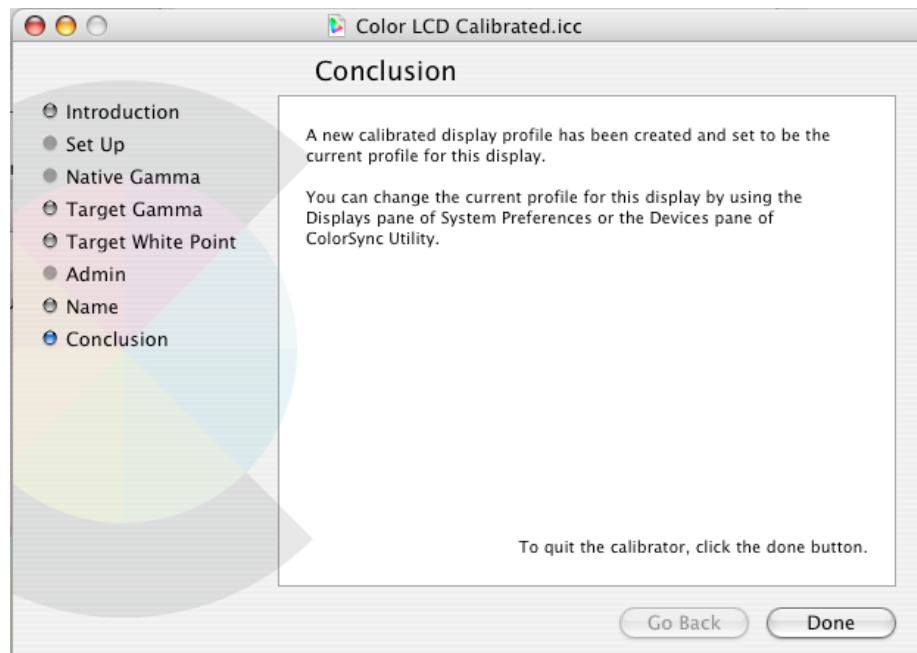 Color LCD Calibrated.icc
Conclusion
Introduction
Set Up
Native Gamma
Target Gamma
Target White Point
Admin
Name
Conclusion
A new calibrated display profile has been created and set to be the
current profile for this display.
You can change the current profile for this display by using the
Displays pane of System Preferences or the Devices pane of
ColorSync Utility.
To quit the calibrator, click the done button.
Go Back
Done